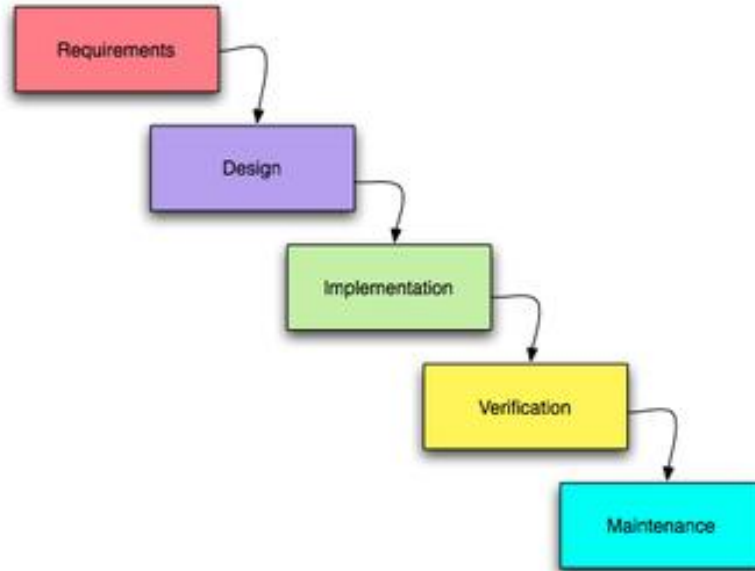 Requirements
Design
Implementation
Verification
Maintenance